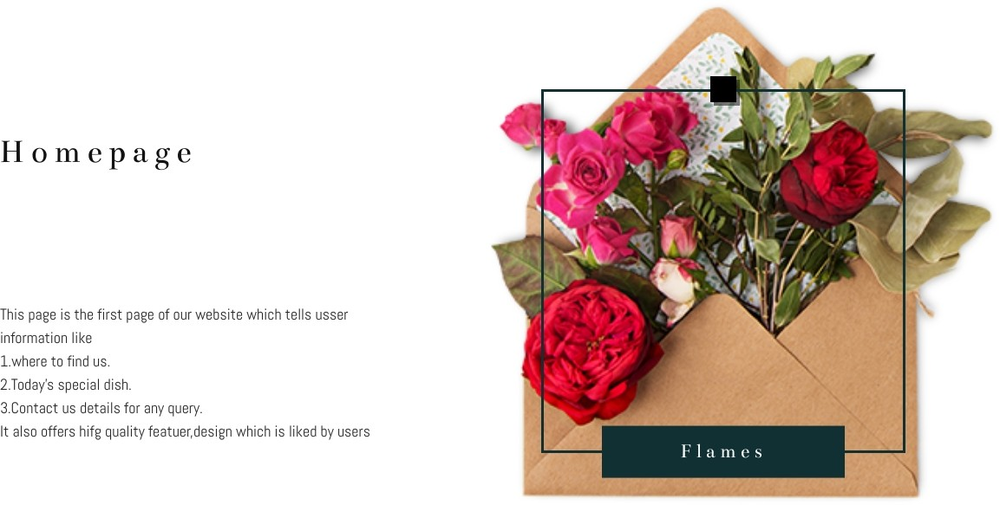 Homepage
This page is the first page of our website which tells usser
information like
1.where to find us.
2.Today's special dish.
3.Contact us details for any query.
It also offers hifg quality featuer,design which is liked by users
Flames